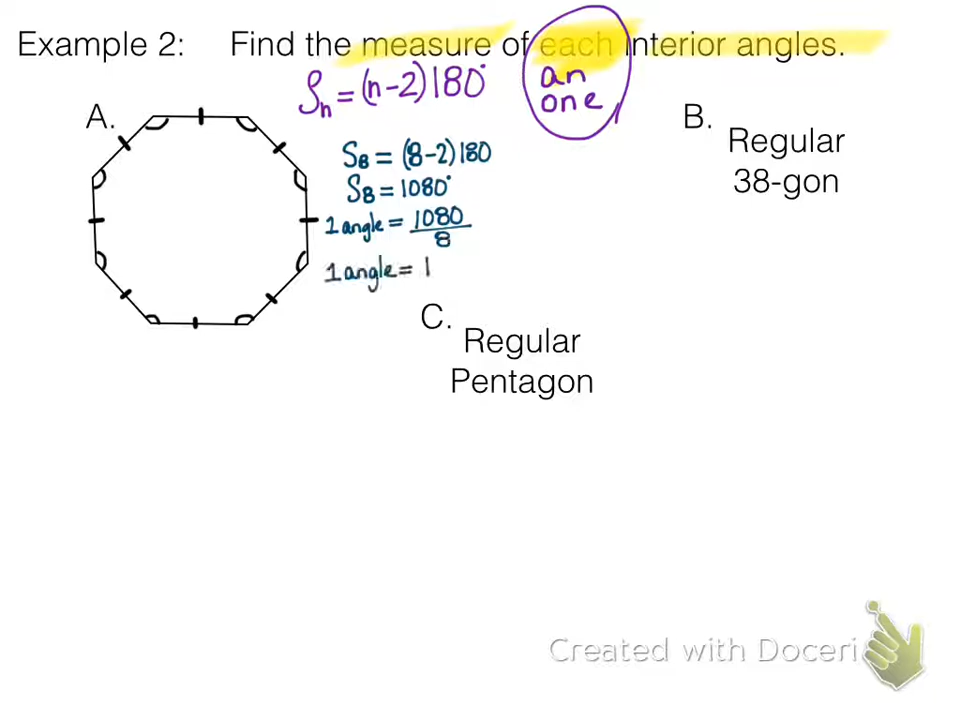 Example 2: Find the measure of each interior angles.
Sn = (n-2)180°
an
one
A.
S8 = (8-2)180
S8 = 1080°
1 angle = 1080
8
1 angle = 1
B.
Regular
38-gon
C.
Regular
Pentagon
Created with Doceri